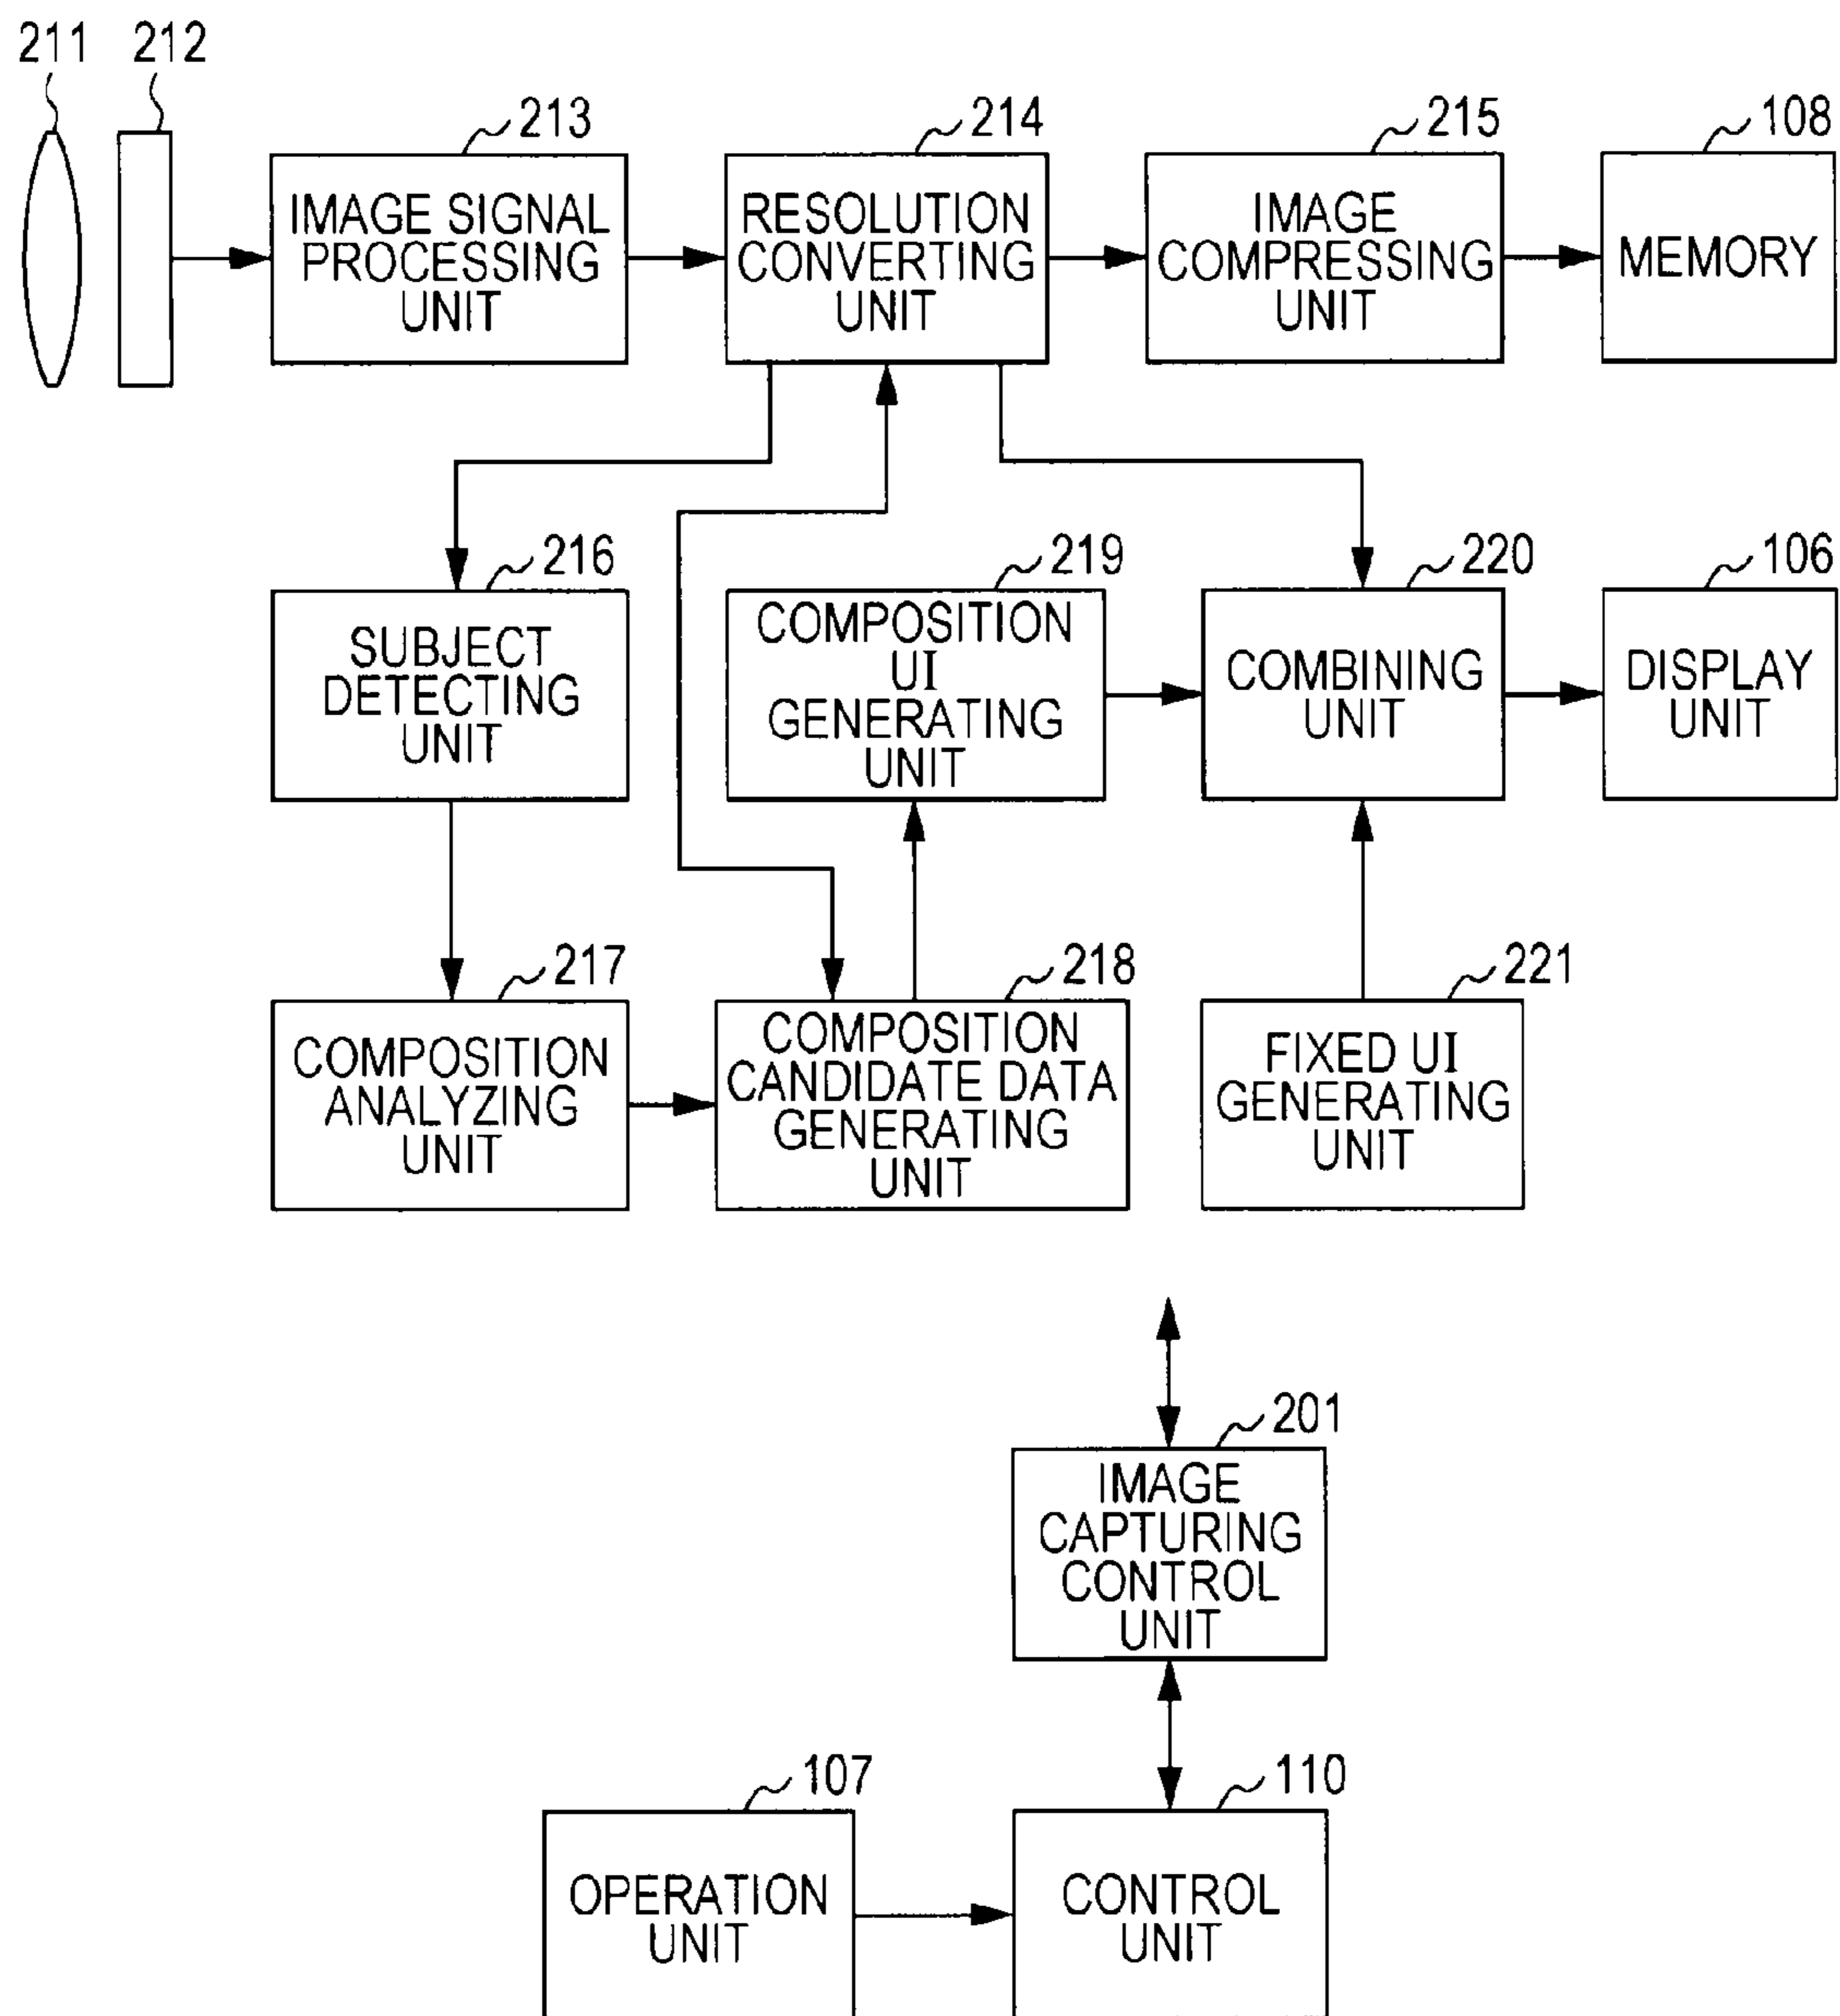 211
212
213
214
215
108
IMAGE SIGNAL
PROCESSING
UNIT
RESOLUTION
CONVERTING
UNIT
IMAGE
COMPRESSING
UNIT
MEMORY
216
219
220
106
SUBJECT
DETECTING
UNIT
COMPOSITION
UI
GENERATING
UNIT
COMBINING
UNIT
DISPLAY
UNIT
217
218
221
COMPOSITION
ANALYZING
UNIT
COMPOSITION
CANDIDATE DATA
GENERATING
UNIT
FIXED UI
GENERATING
UNIT
201
IMAGE
CAPTURING
CONTROL
UNIT
107
110
OPERATION
UNIT
CONTROL
UNIT